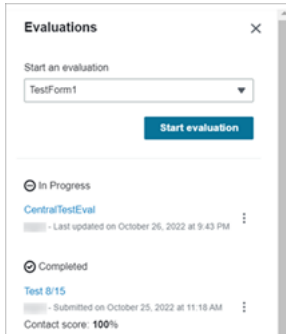 Evaluations
Start an evaluation
TestForm1
Start evaluation
In Progress
CentralTestEval
- Last updated on October 26, 2022 at 9:43 PM
Completed
Test 8/15
- Submitted on October 25, 2022 at 11:18 AM
Contact score: 100%